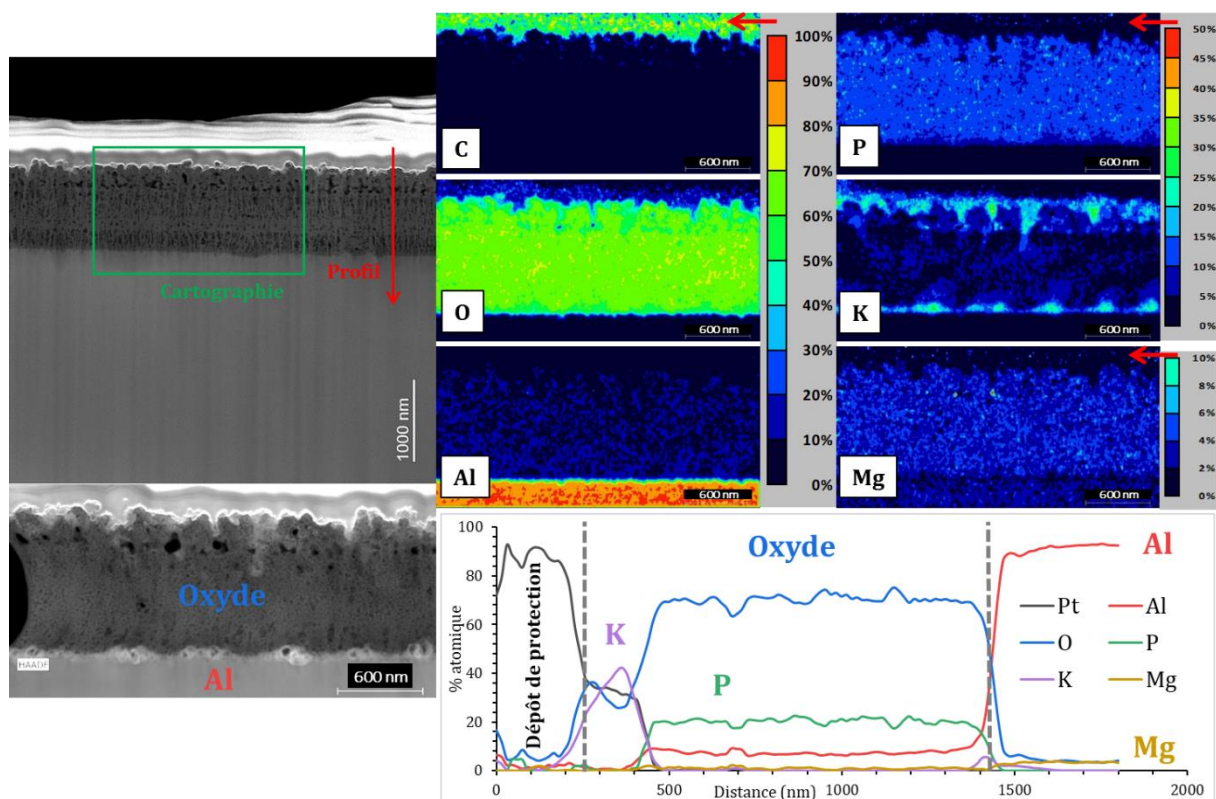 Profil
Cartographie
1000 nm
Oxyde
HAADF
Al
600 nm
C
600 nm
O
600 nm
Al
600 nm
100%
90%
80%
70%
60%
50%
40%
30%
20%
10%
0%
P
600 nm
K
600 nm
Mg
600 nm
50%
45%
40%
35%
30%
25%
20%
15%
10%
5%
0%
10%
8%
6%
4%
2%
0%
% atomique
100
80
60
40
20
0
Dépôt de protection
K
P
Oxyde
Al
Mg
Pt
Al
O
P
K
Mg
0
500
1000
1500
2000
Distance (nm)